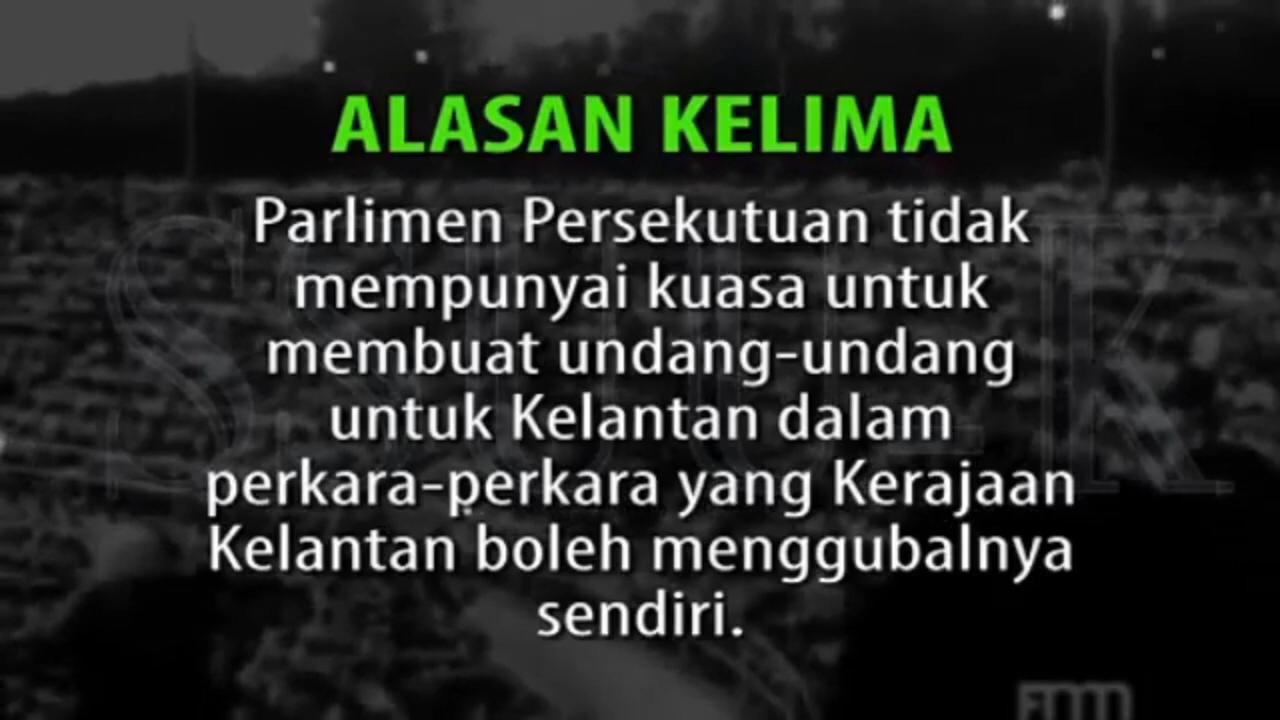 ALASAN KELIMA
Parlimen Persekutuan tidak
mempunyai kuasa untuk
membuat undang-undang
untuk Kelantan dalam
perkara-perkara yang Kerajaan
Kelantan boleh menggubalnya
sendiri.